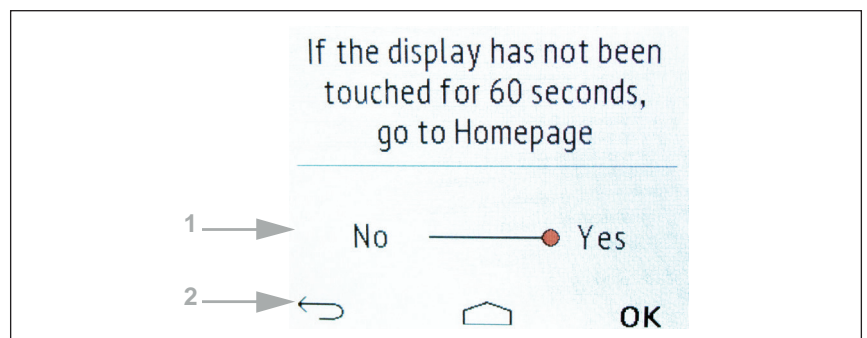 If the display has not been
touched for 60 seconds,
go to Homepage
1
No Yes
2
OK